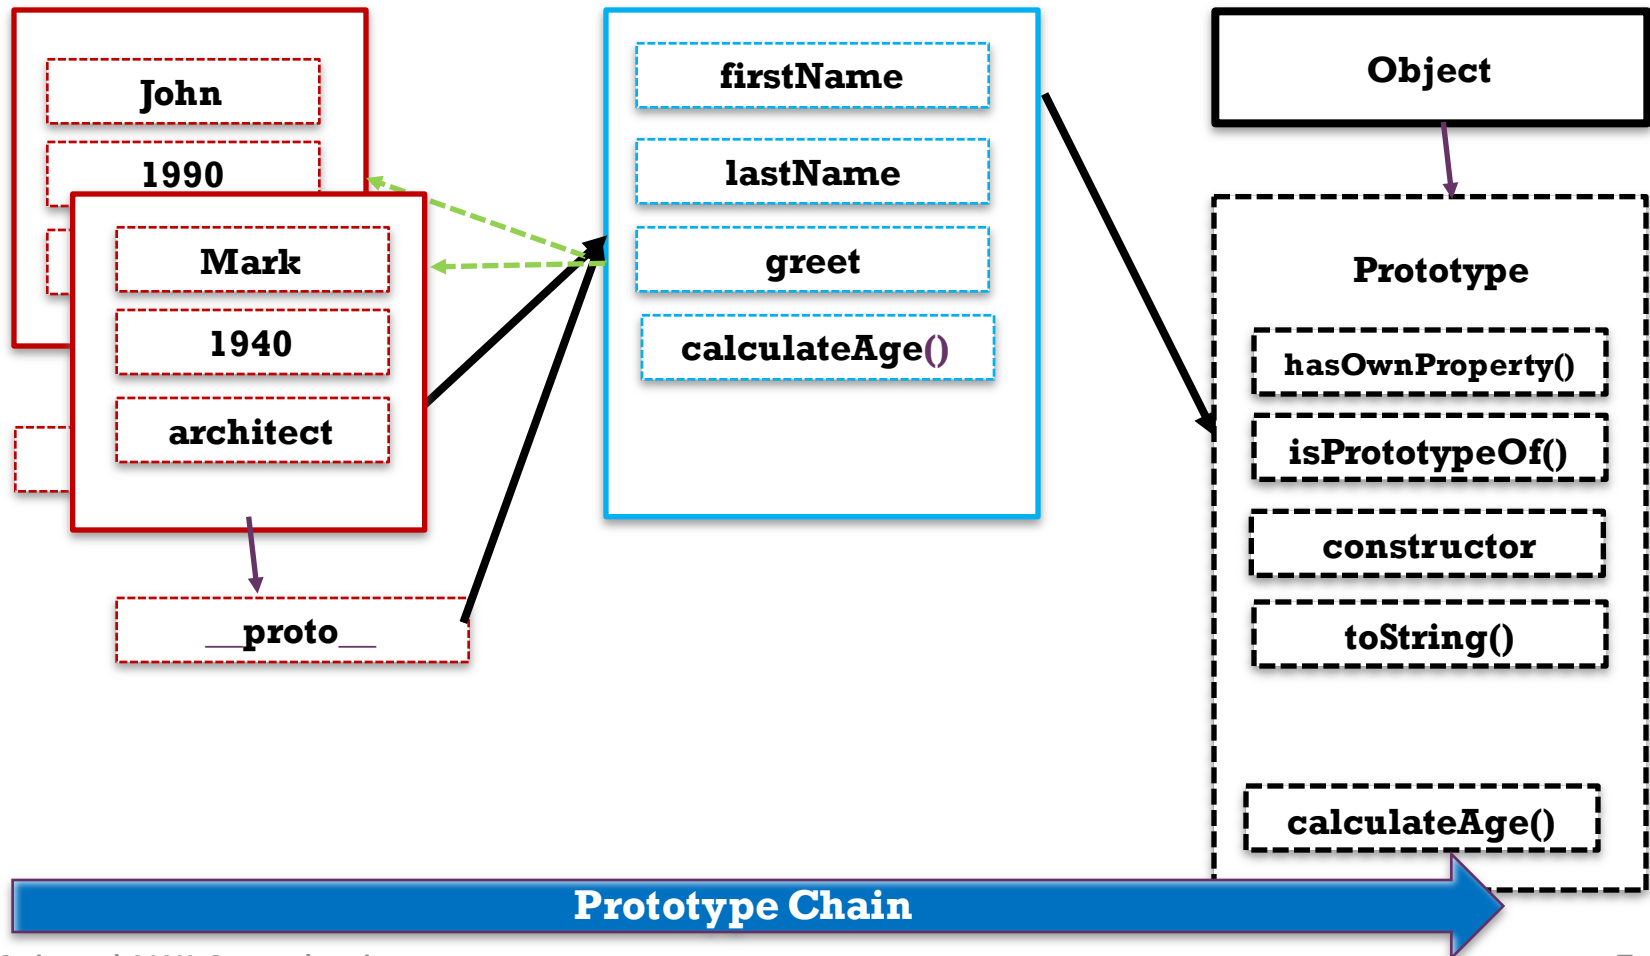 John
1990
Mark
1940
architect
__proto__
firstName
lastName
greet
calculateAge()
Object
Prototype
hasOwnProperty()
isPrototypeOf()
constructor
toString()
calculateAge()
Prototype Chain